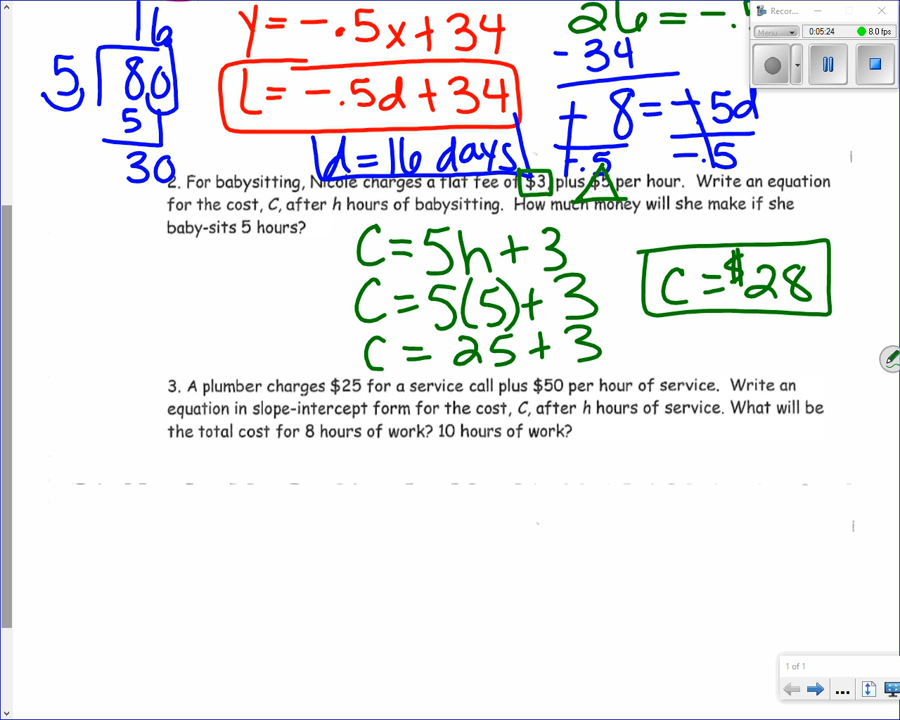 16
5 80
5
30
y = -.5x + 34
l = -.5d + 34
d = 16 days
26 = -.
- 34
- 8 = -.5d
-.5 -.5
Recor...
Menu
0:05:24
8.0 fps
2. For babysitting, Nicole charges a flat fee of $3, plus $5 per hour. Write an equation
for the cost, C, after h hours of babysitting. How much money will she make if she
baby-sits 5 hours?
C = 5h + 3
C = 5(5) + 3
C = 25 + 3
C = $28
3. A plumber charges $25 for a service call plus $50 per hour of service. Write an
equation in slope-intercept form for the cost, C, after h hours of service. What will be
the total cost for 8 hours of work? 10 hours of work?
1 of 1
...